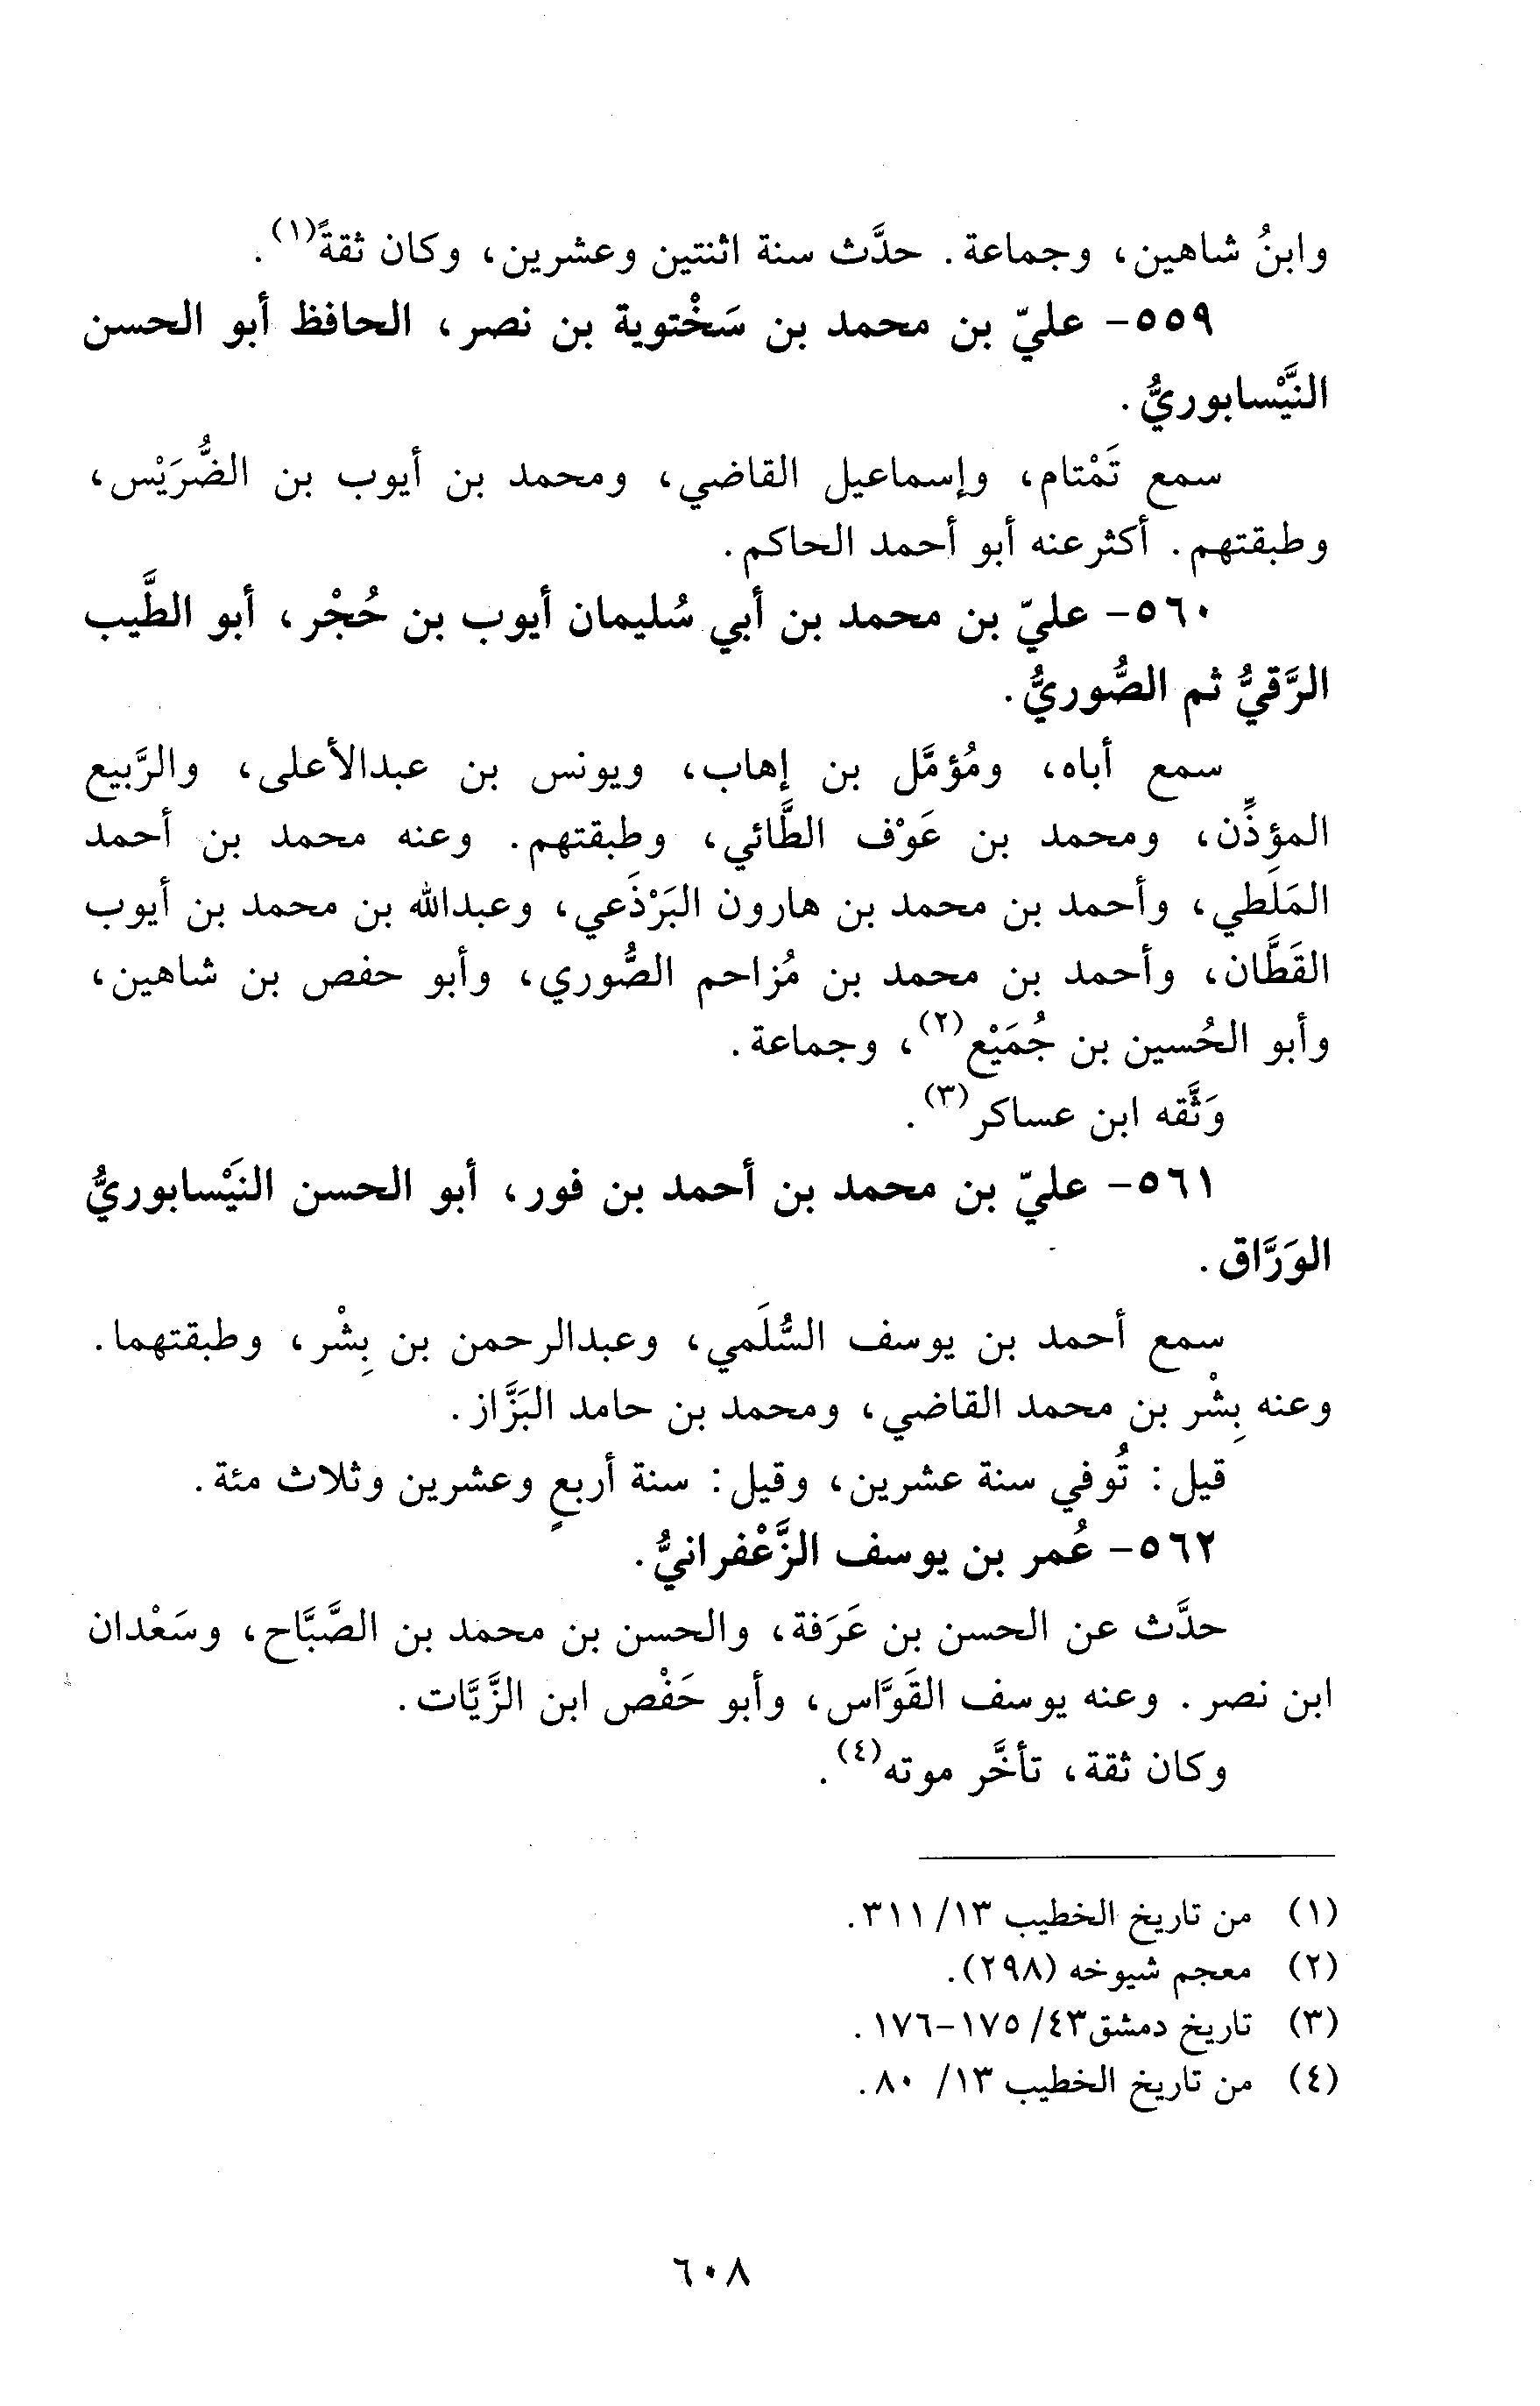 وابنُ شاهين، وجماعة. حدَّث سنة اثنتين وعشرين، وكان ثقةً(١).
٥٥٩- عليّ بن محمد بن سَخْتوية بن نصر، الحافظ أبو الحسن
النَّيْسابوريُّ.
سمع تَمْتام، وإسماعيل القاضي، ومحمد بن أيوب بن الضُّرَيْس،
وطبقتهم. أكثر عنه أبو أحمد الحاكم.
٥٦٠- عليّ بن محمد بن أبي سُليمان أيوب بن حُجْر، أبو الطَّيب
الرَّقيُّ ثم الصُّوريُّ.
سمع أباه، ومُؤمَّل بن إهاب، ويونس بن عبدالأعلى، والرَّبيع
المؤذِّن، ومحمد بن عَوْف الطَّائي، وطبقتهم. وعنه محمد بن أحمد
المَلَطي، وأحمد بن محمد بن هارون البَرْذَعي، وعبدالله بن محمد بن أيوب
القَطَّان، وأحمد بن محمد بن مُزاحم الصُّوري، وأبو حفص بن شاهين،
وأبو الحُسين بن جُمَيْع(٢)، وجماعة.
وَثَّقه ابن عساكر(٣).
٥٦١- عليّ بن محمد بن أحمد بن فور، أبو الحسن النَيْسابوريُّ
الوَرَّاق.
سمع أحمد بن يوسف السُّلَمي، وعبدالرحمن بن بِشْر، وطبقتهما.
وعنه بِشْر بن محمد القاضي، ومحمد بن حامد البَزَّاز.
قيل: تُوفي سنة عشرين، وقيل: سنة أربعٍ وعشرين وثلاث مئة.
٥٦٢- عُمر بن يوسف الزَّعْفرانيُّ.
حدَّث عن الحسن بن عَرَفة، والحسن بن محمد بن الصَّبَّاح، وسَعْدان
ابن نصر. وعنه يوسف القَوَّاس، وأبو حَفْص ابن الزَّيَّات.
وكان ثقة، تأخَّر موته(٤).
(١) من تاريخ الخطيب ١٣/ ٣١١.
(٢) معجم شيوخه (٢٩٨).
(٣) تاريخ دمشق ٤٣/ ١٧٥-١٧٦.
(٤) من تاريخ الخطيب ١٣/ ٨٠.
٦٠٨